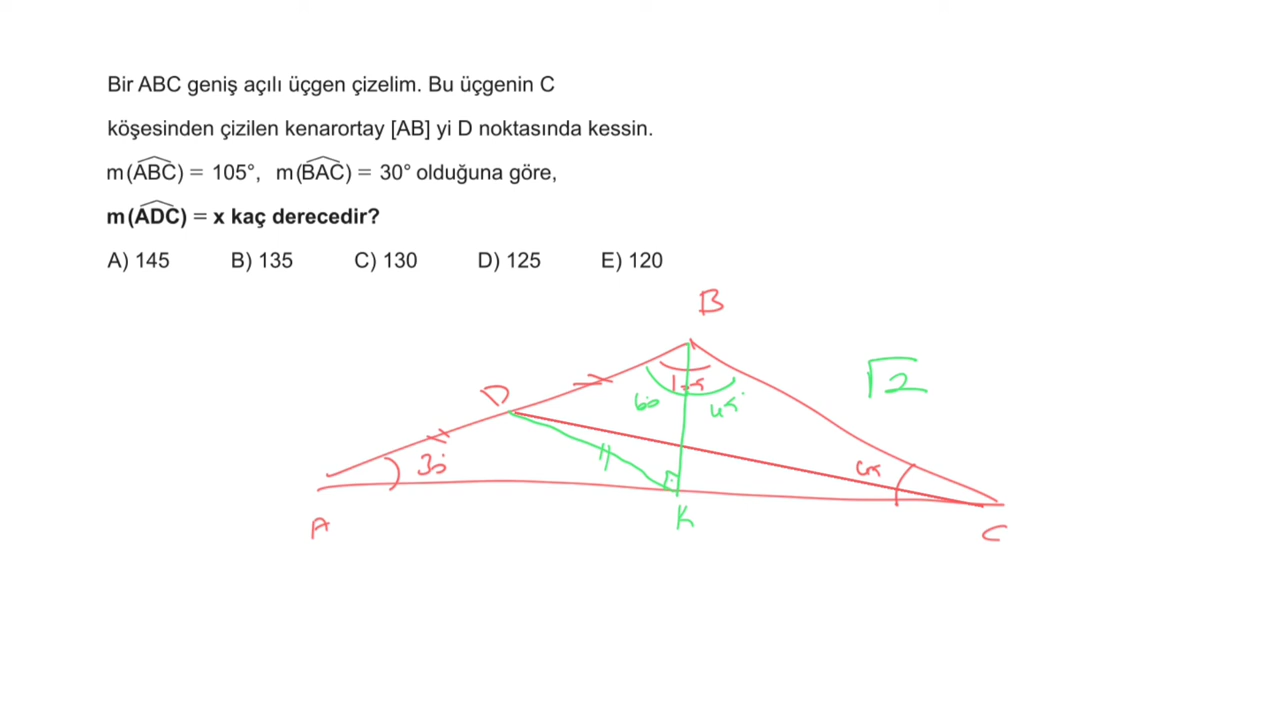 Bir ABC geniş açılı üçgen çizelim. Bu üçgenin C
köşesinden çizilen kenarortay [AB] yi D noktasında kessin.
m(ABC) = 105°, m(BAC) = 30° olduğuna göre,
m(ADC) = x kaç derecedir?
A) 145 B) 135 C) 130 D) 125 E) 120
B
√2
D
60 45°
30
A
K
C